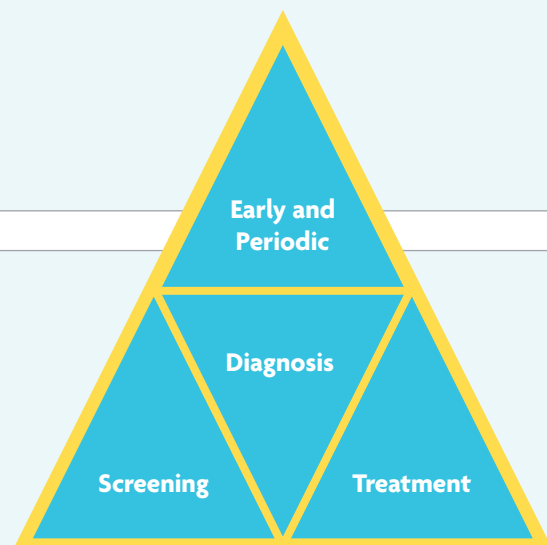 Early and
Periodic
Diagnosis
Screening
Treatment